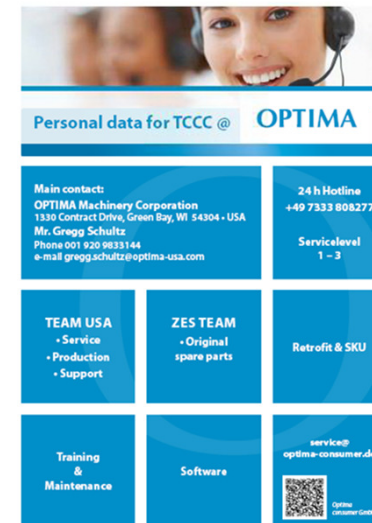 Personal data for TCCC @ OPTIMA
Main contact:
OPTIMA Machinery Corporation
1330 Contract Drive, Green Bay, WI 54304 • USA
Mr. Gregg Schultz
Phone 001 920 9833144
e-mail gregg.schultz@optima-usa.com
24 h Hotline
+49 7333 808277
Servicelevel
1 – 3
TEAM USA
• Service
• Production
• Support
ZES TEAM
• Original
spare parts
Retrofit & SKU
Training
&
Maintenance
Software
service@
optima-consumer.de
Optima
consumer GmbH